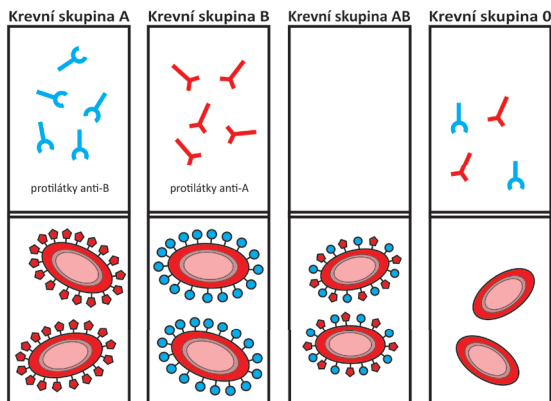 Krevní skupina A
Krevní skupina B
Krevní skupina AB
Krevní skupina 0
protilátky anti-B
protilátky anti-A